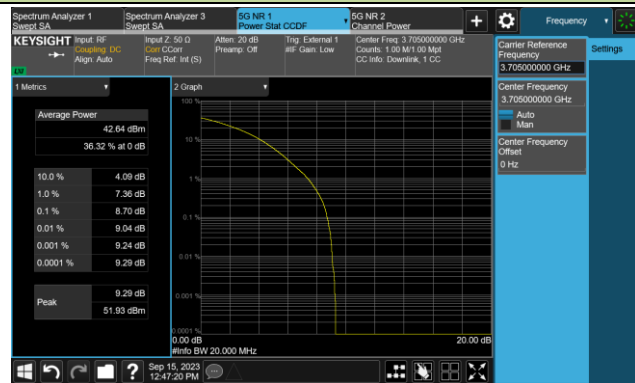 Spectrum Analyzer 1
Swept SA
Spectrum Analyzer 3
Swept SA
5G NR 1
Power Stat CCDF
5G NR 2
Channel Power
Frequency
KEYSIGHT
Input: RF
Coupling: DC
Align: Auto
Input Z: 50 Ω
Corr CCorr
Freq Ref: Int (S)
Atten: 20 dB
Preamp: Off
Trig: External 1
#IF Gain: Low
Center Freq: 3.705000000 GHz
Counts: 1.00 M/1.00 Mpt
CC Info: Downlink, 1 CC
Carrier Reference
Frequency
3.705000000 GHz
Settings
Center Frequency
3.705000000 GHz
Auto
Man
Center Frequency
Offset
0 Hz
1 Metrics
Average Power
42.64 dBm
36.32 % at 0 dB
10.0 % 4.09 dB
1.0 % 7.36 dB
0.1 % 8.70 dB
0.01 % 9.04 dB
0.001 % 9.24 dB
0.0001 % 9.29 dB
Peak
9.29 dB
51.93 dBm
2 Graph
100 %
10 %
1 %
0.1 %
0.01 %
0.001 %
0.0001 %
0.00 dB
20.00 dB
#Info BW 20.000 MHz
Sep 15, 2023
12:47:20 PM